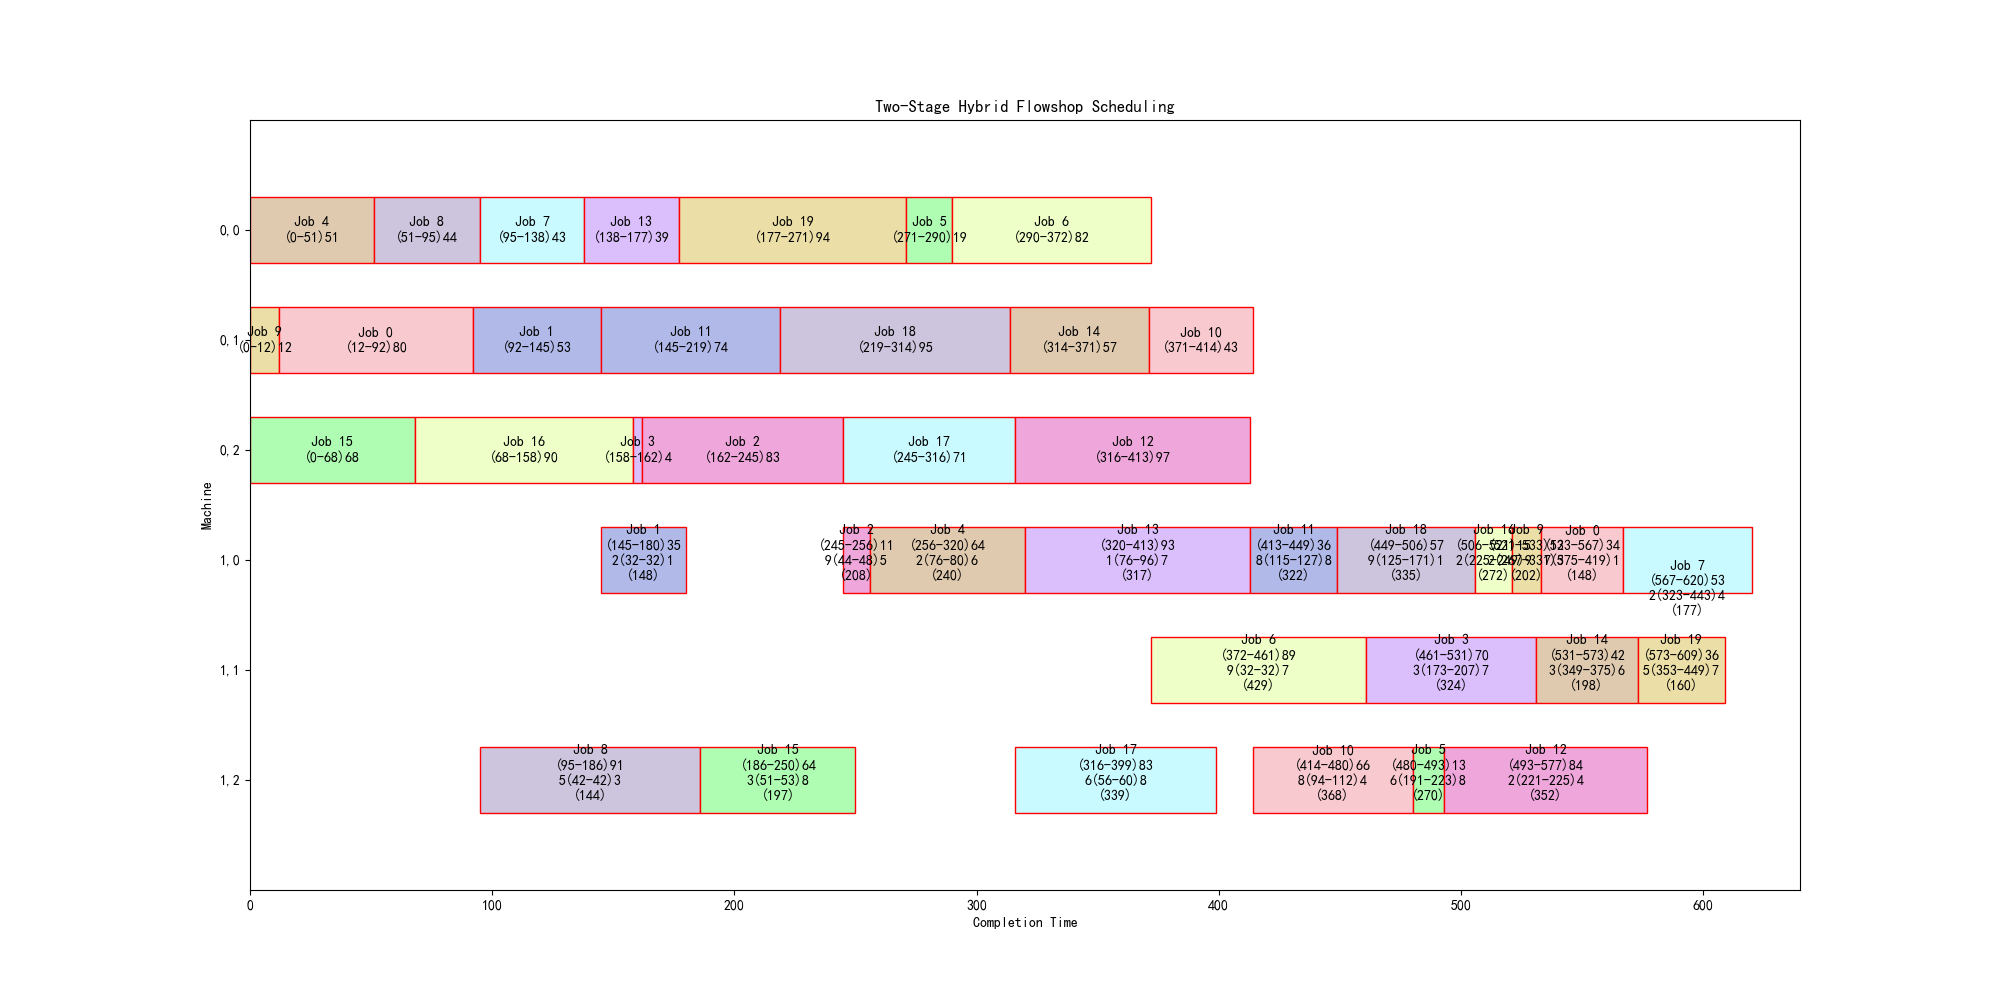 Two-Stage Hybrid Flowshop Scheduling
Machine
0,0
Job 4
(0-51)51
Job 8
(51-95)44
Job 7
(95-138)43
Job 13
(138-177)39
Job 19
(177-271)94
Job 5
(271-290)19
Job 6
(290-372)82
0,1
Job 9
(0-12)12
Job 0
(12-92)80
Job 1
(92-145)53
Job 11
(145-219)74
Job 18
(219-314)95
Job 14
(314-371)57
Job 10
(371-414)43
0,2
Job 15
(0-68)68
Job 16
(68-158)90
Job 3
(158-162)4
Job 2
(162-245)83
Job 17
(245-316)71
Job 12
(316-413)97
1,0
Job 1
(145-180)35
2(32-32)1
(148)
Job 2
(245-256)11
9(44-48)5
(208)
Job 4
(256-320)64
2(76-80)6
(240)
Job 13
(320-413)93
1(76-96)7
(317)
Job 11
(413-449)36
8(115-127)8
(322)
Job 18
(449-506)57
9(125-171)1
(335)
Job 16
(272)
Job 9
(202)
Job 0
(533-567)34
(375-419)1
(148)
Job 7
(567-620)53
2(323-443)4
(177)
1,1
Job 6
(372-461)89
9(32-32)7
(429)
Job 3
(461-531)70
3(173-207)7
(324)
Job 14
(531-573)42
3(349-375)6
(198)
Job 19
(573-609)36
5(353-449)7
(160)
1,2
Job 8
(95-186)91
5(42-42)3
(144)
Job 15
(186-250)64
3(51-53)8
(197)
Job 17
(316-399)83
6(56-60)8
(339)
Job 10
(414-480)66
8(94-112)4
(368)
Job 5
(480-493)13
6(191-223)8
(270)
Job 12
(493-577)84
2(221-225)4
(352)
0
100
200
300
400
500
600
Completion Time